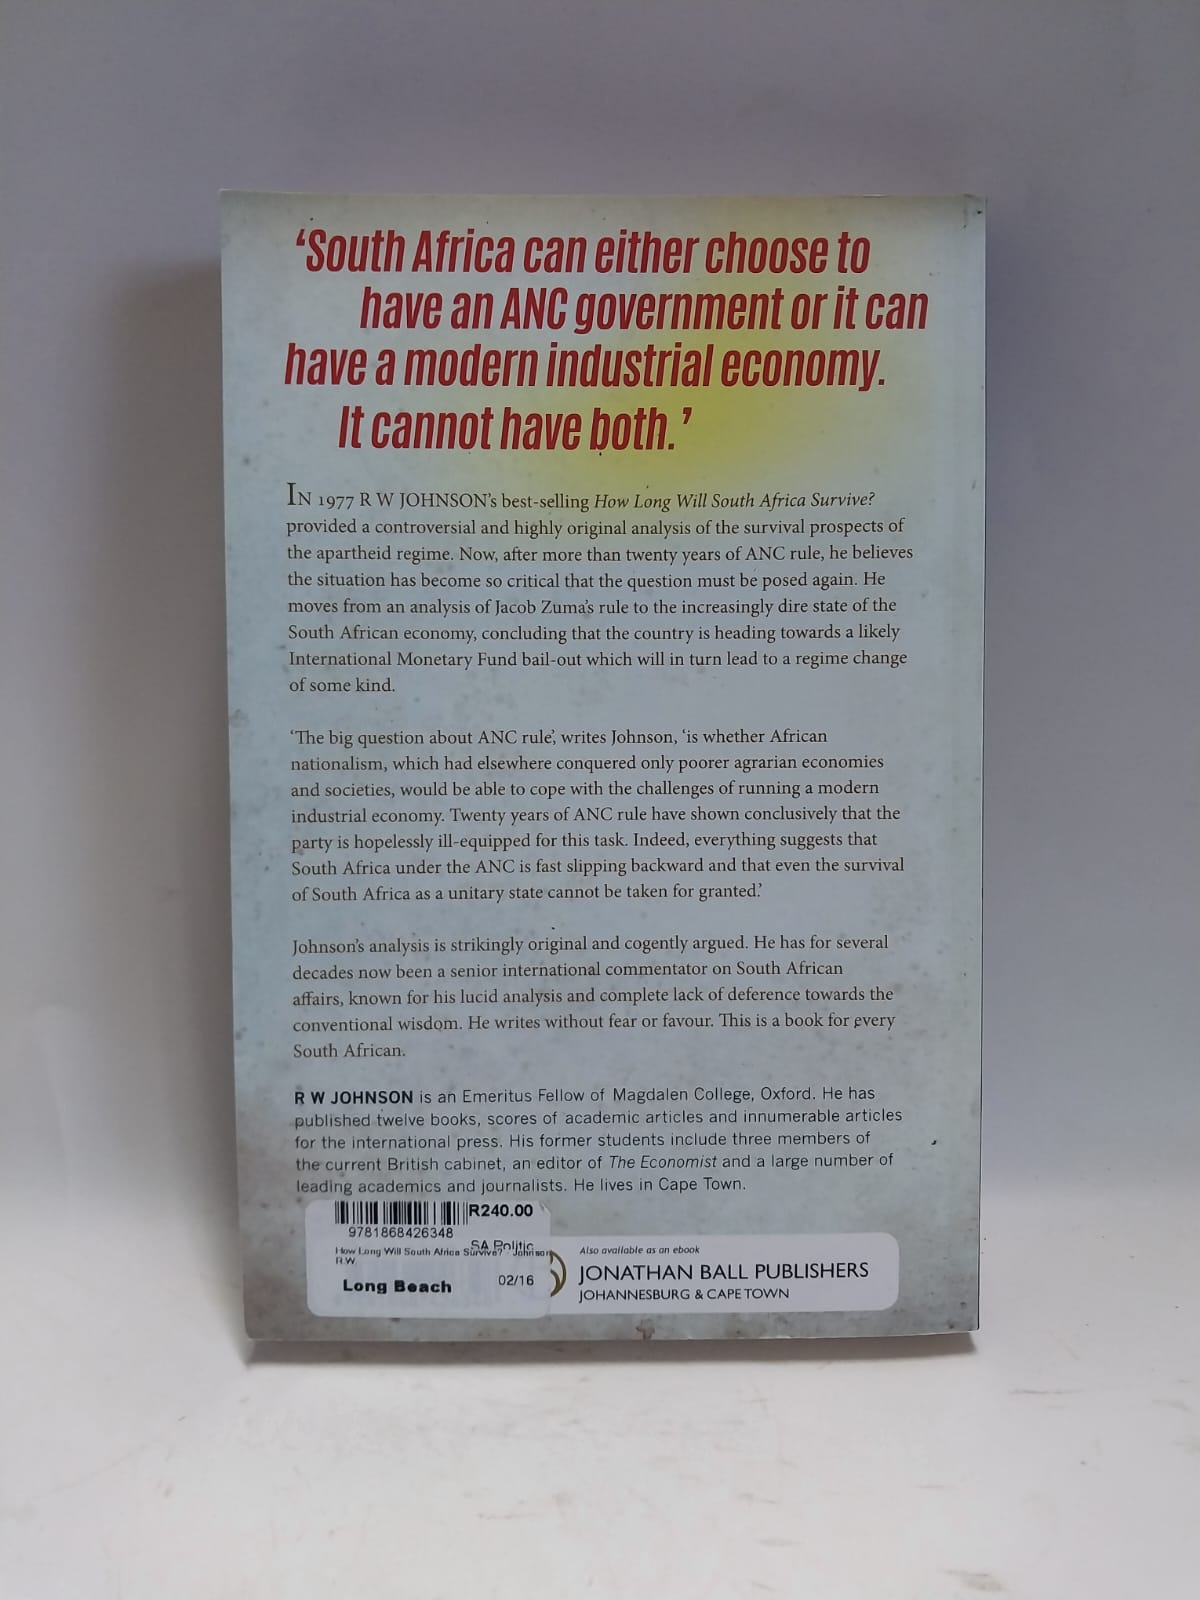 ‘South Africa can either choose to
have an ANC government or it can
have a modern industrial economy.
It cannot have both.’
IN 1977 R W JOHNSON’s best-selling How Long Will South Africa Survive?
provided a controversial and highly original analysis of the survival prospects of
the apartheid regime. Now, after more than twenty years of ANC rule, he believes
the situation has become so critical that the question must be posed again. He
moves from an analysis of Jacob Zuma’s rule to the increasingly dire state of the
South African economy, concluding that the country is heading towards a likely
International Monetary Fund bail-out which will in turn lead to a regime change
of some kind.
‘The big question about ANC rule’, writes Johnson, ‘is whether African
nationalism, which had elsewhere conquered only poorer agrarian economies
and societies, would be able to cope with the challenges of running a modern
industrial economy. Twenty years of ANC rule have shown conclusively that the
party is hopelessly ill-equipped for this task. Indeed, everything suggests that
South Africa under the ANC is fast slipping backward and that even the survival
of South Africa as a unitary state cannot be taken for granted.’
Johnson’s analysis is strikingly original and cogently argued. He has for several
decades now been a senior international commentator on South African
affairs, known for his lucid analysis and complete lack of deference towards the
conventional wisdom. He writes without fear or favour. This is a book for every
South African.
R W JOHNSON is an Emeritus Fellow of Magdalen College, Oxford. He has
published twelve books, scores of academic articles and innumerable articles
for the international press. His former students include three members of
the current British cabinet, an editor of The Economist and a large number of
leading academics and journalists. He lives in Cape Town.
R240.00
9781868426348
SA Politic
How Long Will South Africa Survive? Johnson
R.W.
Long Beach 02/16
Also available as an ebook
JONATHAN BALL PUBLISHERS
JOHANNESBURG & CAPE TOWN